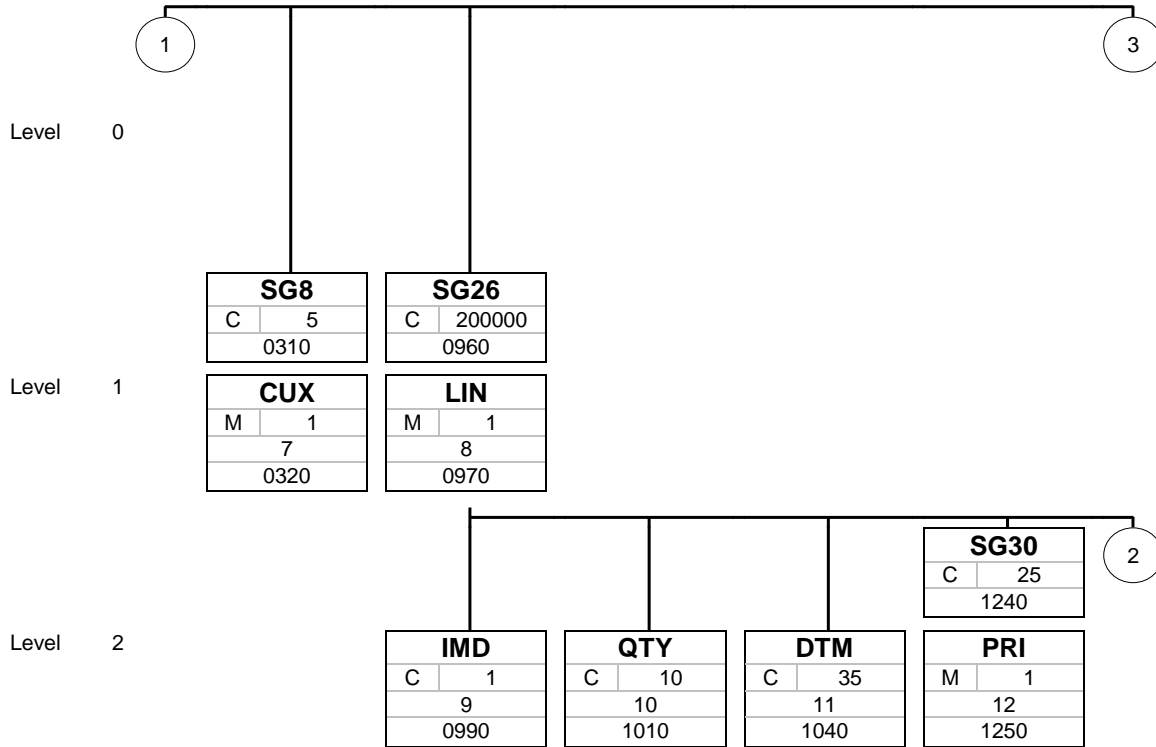 1 3
Level 0
SG8 SG26
C 5 C 200000
0310 0960
Level 1
CUX LIN
M 1 M 1
7 8
0320 0970
SG30
C 25
1240
2
Level 2
IMD QTY DTM PRI
C 1 C 10 C 35 M 1
9 10 11 12
0990 1010 1040 1250